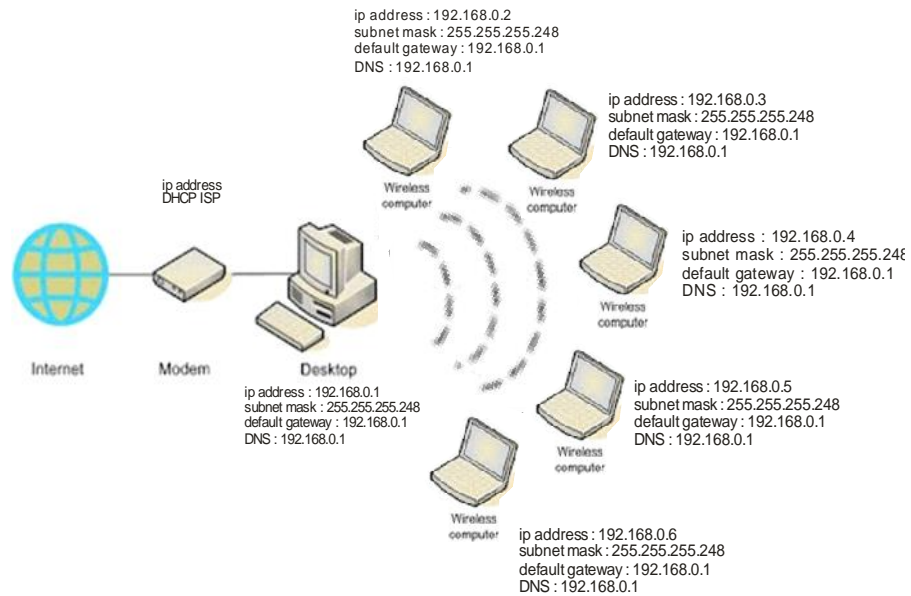 ip address : 192.168.0.2
subnet mask : 255.255.255.248
default gateway : 192.168.0.1
DNS : 192.168.0.1
Wireless
computer
ip address : 192.168.0.3
subnet mask : 255.255.255.248
default gateway : 192.168.0.1
DNS : 192.168.0.1
Wireless
computer
ip address
DHCP ISP
ip address : 192.168.0.4
subnet mask : 255.255.255.248
default gateway : 192.168.0.1
DNS : 192.168.0.1
Wireless
computer
Internet
Modem
Desktop
ip address : 192.168.0.1
subnet mask : 255.255.255.248
default gateway : 192.168.0.1
DNS : 192.168.0.1
ip address : 192.168.0.5
subnet mask : 255.255.255.248
default gateway : 192.168.0.1
DNS : 192.168.0.1
Wireless
computer
Wireless
computer
ip address : 192.168.0.6
subnet mask : 255.255.255.248
default gateway : 192.168.0.1
DNS : 192.168.0.1